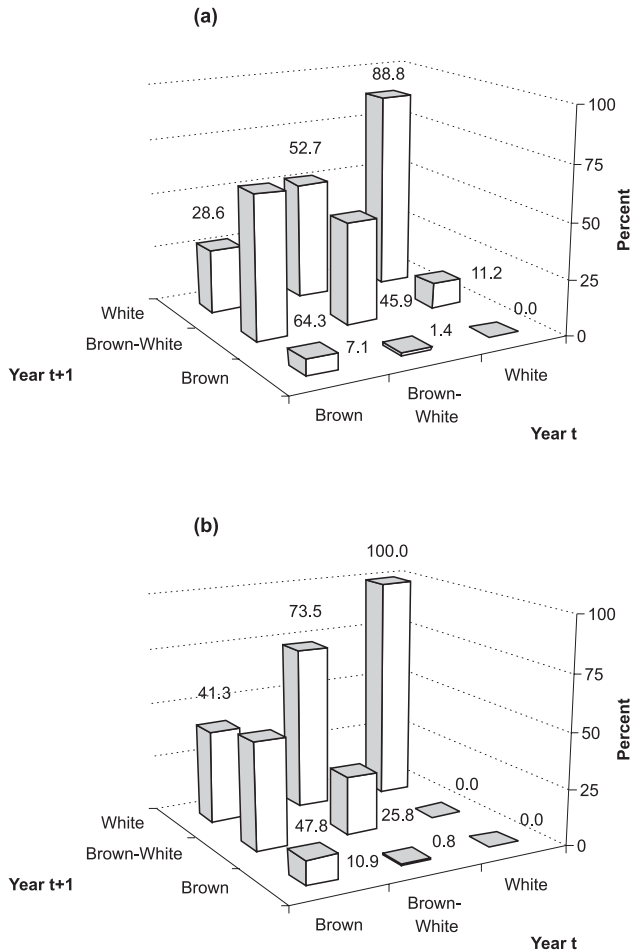 (a)
88.8
100
52.7
75
28.6
Percent
50
11.2
45.9
25
64.3
0.0
White
1.4
7.1
0
Brown-White
Year t+1
Brown
White
Brown-
White
Brown
Year t
(b)
100.0
100
73.5
75
41.3
Percent
50
0.0
25
47.8
25.8
0.0
White
0.8
10.9
0
Brown-White
Year t+1
Brown
White
Brown-
White
Brown
Year t